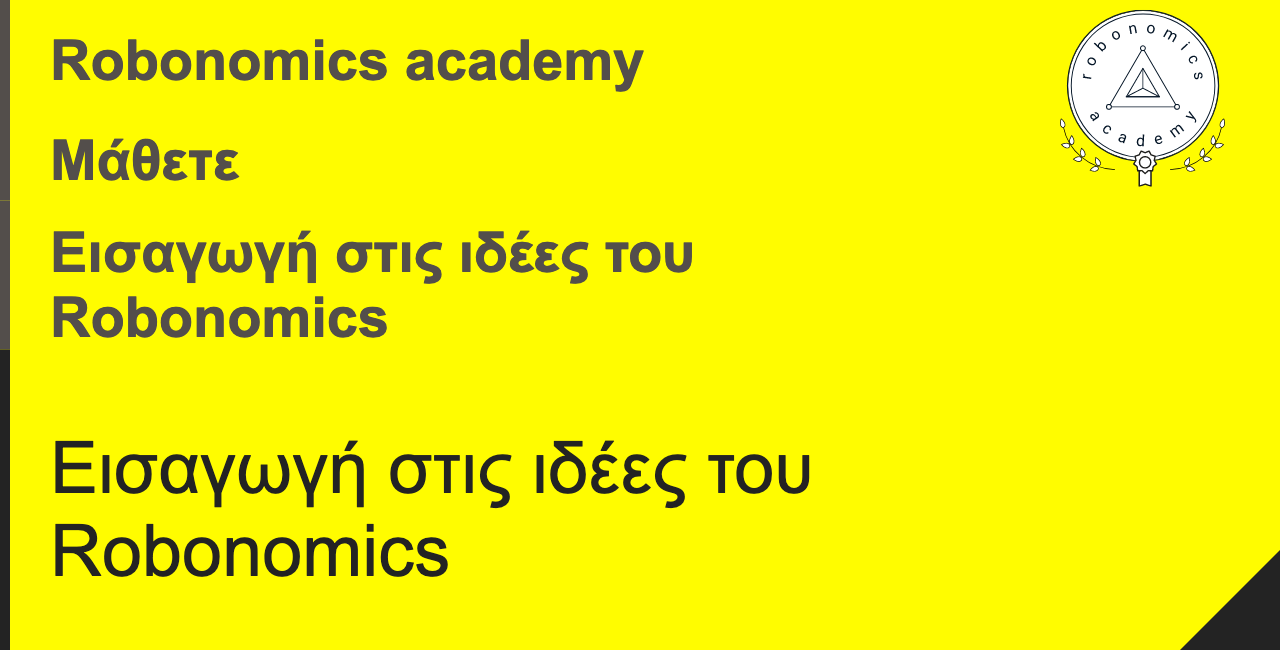 Robonomics academy
robonomics
academy
Μάθετε
Εισαγωγή στις ιδέες του
Robonomics
Εισαγωγή στις ιδέες του
Robonomics